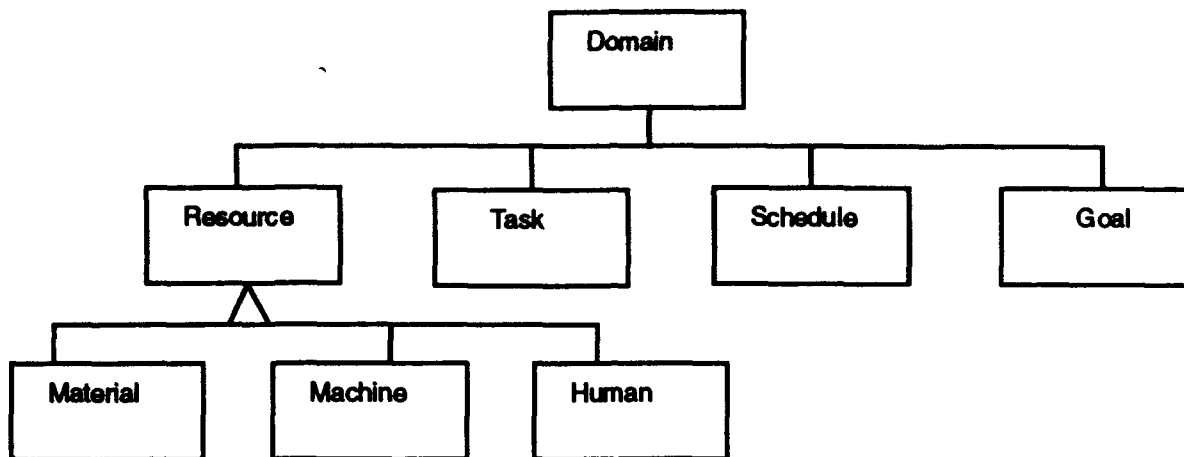 Domain
Resource
Task
Schedule
Goal
Material
Machine
Human